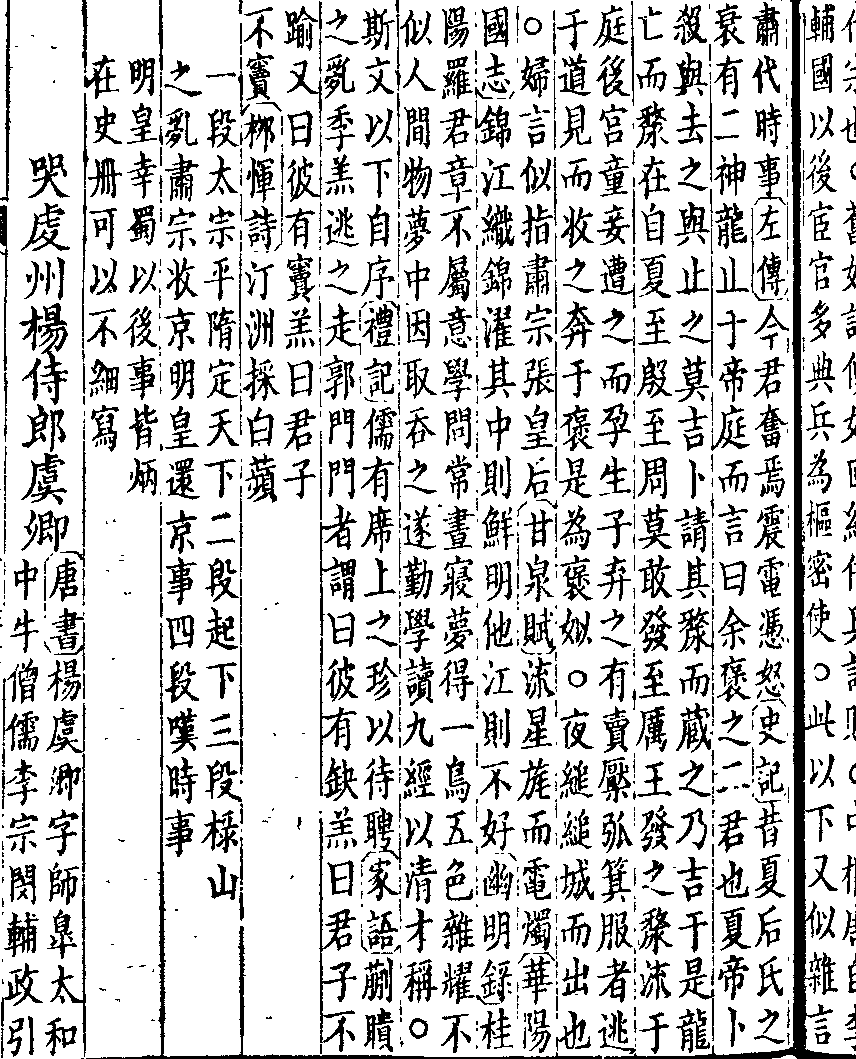 輔國以後宦官多典兵為樞密使○此以下又似雜言
肅代時事左傳今君奮焉震電憑怒史記昔夏后氏之
衰有二神龍止于帝庭而言曰余褒之二君也夏帝卜
殺與去之與止之莫吉卜請其漦而蔵之乃吉于是龍
亡而漦在自夏至殷至周莫敢發至厲王發之漦流于
庭後宮童妾遭之而孕生子弃之有賣檿弧箕服者逃
于道見而收之奔于褒是為褒姒○夜縋縋城而出也
○婦言似指肅宗張皇后甘泉賦流星旄而電燭華陽
國志錦江織錦濯其中則鮮明他江則不好幽明錄桂
陽羅君章不屬意學問常晝寢夢得一鳥五色雜耀不
似人間物夢中因取吞之遂勤學讀九經以清才稱○
斯文以下自序禮記儒有席上之珍以待聘家語蒯聵
之亂季羔逃之走郭門門者謂曰彼有缺羔曰君子不
踰又曰彼有竇羔曰君子
不竇柳惲詩汀洲採白蘋
一段太宗平隋定天下二段起下三段祿山
之亂肅宗收京明皇還京事四段嘆時事
明皇幸蜀以後事皆炳
在史冊可以不細寫
哭虔州楊侍郎虞卿
唐書楊虞卿字師皐太和
中牛僧儒李宗閔輔政引